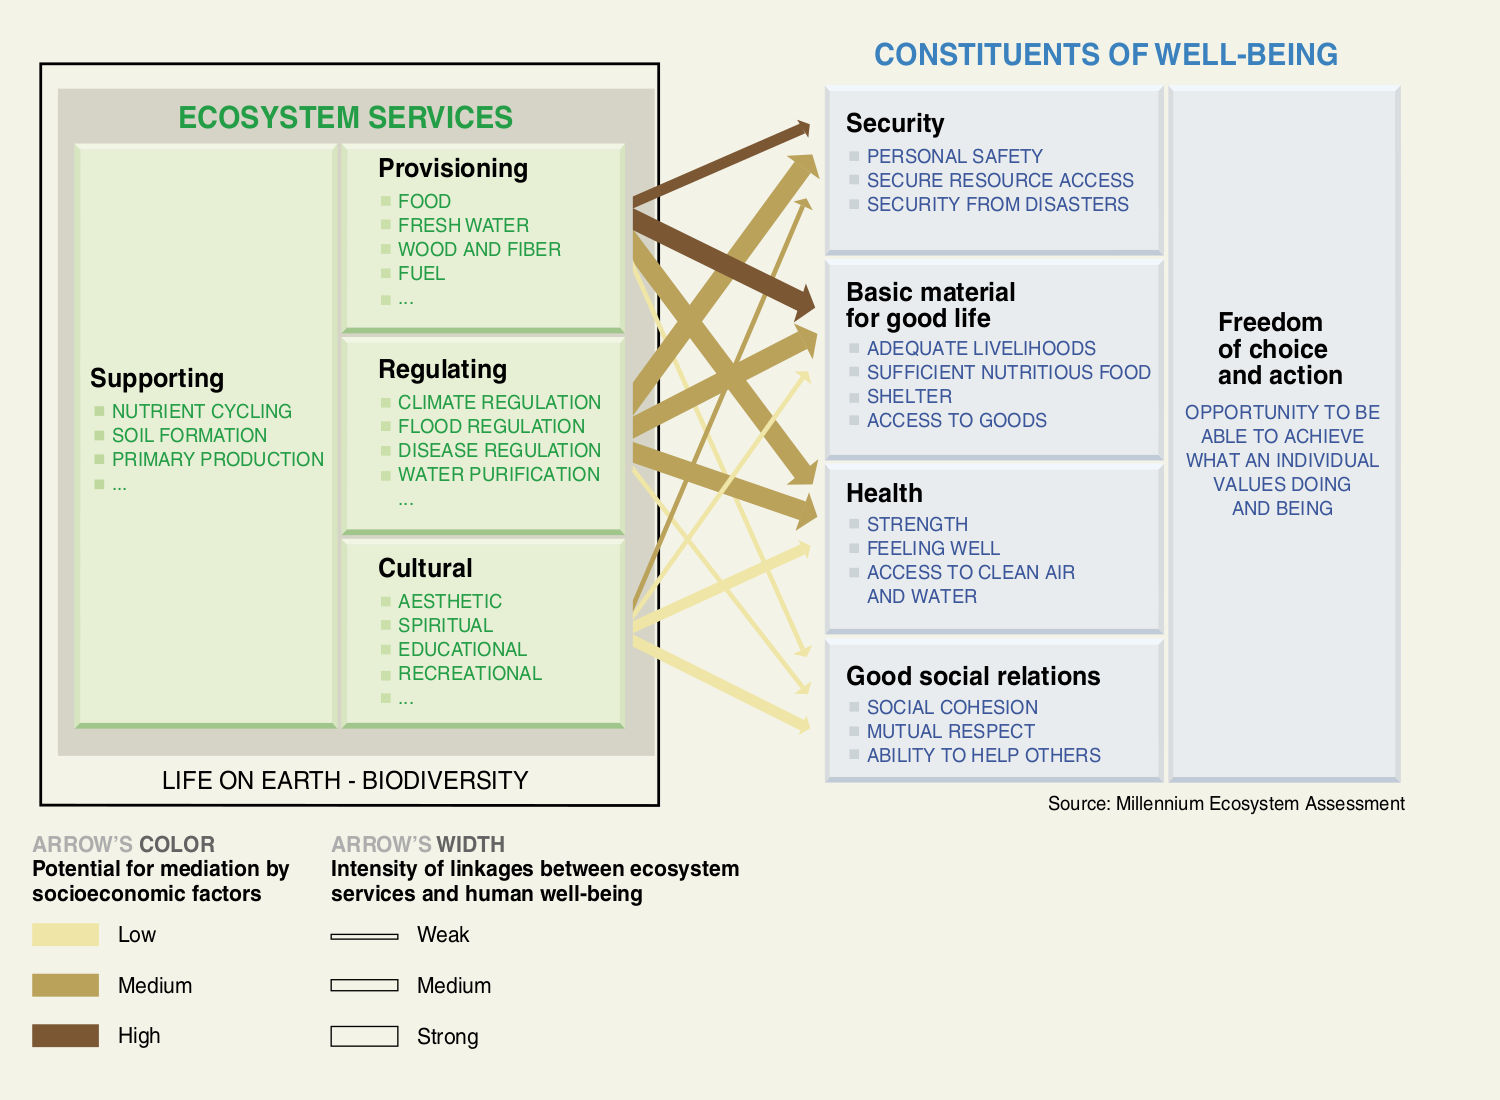 CONSTITUENTS OF WELL-BEING
ECOSYSTEM SERVICES
Supporting
NUTRIENT CYCLING
SOIL FORMATION
PRIMARY PRODUCTION
...
Provisioning
FOOD
FRESH WATER
WOOD AND FIBER
FUEL
...
Regulating
CLIMATE REGULATION
FLOOD REGULATION
DISEASE REGULATION
WATER PURIFICATION
...
Cultural
AESTHETIC
SPIRITUAL
EDUCATIONAL
RECREATIONAL
...
LIFE ON EARTH - BIODIVERSITY
Security
PERSONAL SAFETY
SECURE RESOURCE ACCESS
SECURITY FROM DISASTERS
Basic material
for good life
ADEQUATE LIVELIHOODS
SUFFICIENT NUTRITIOUS FOOD
SHELTER
ACCESS TO GOODS
Health
STRENGTH
FEELING WELL
ACCESS TO CLEAN AIR
AND WATER
Good social relations
SOCIAL COHESION
MUTUAL RESPECT
ABILITY TO HELP OTHERS
Freedom
of choice
and action
OPPORTUNITY TO BE
ABLE TO ACHIEVE
WHAT AN INDIVIDUAL
VALUES DOING
AND BEING
Source: Millennium Ecosystem Assessment
ARROW'S COLOR
Potential for mediation by
socioeconomic factors
Low
Medium
High
ARROW'S WIDTH
Intensity of linkages between ecosystem
services and human well-being
Weak
Medium
Strong